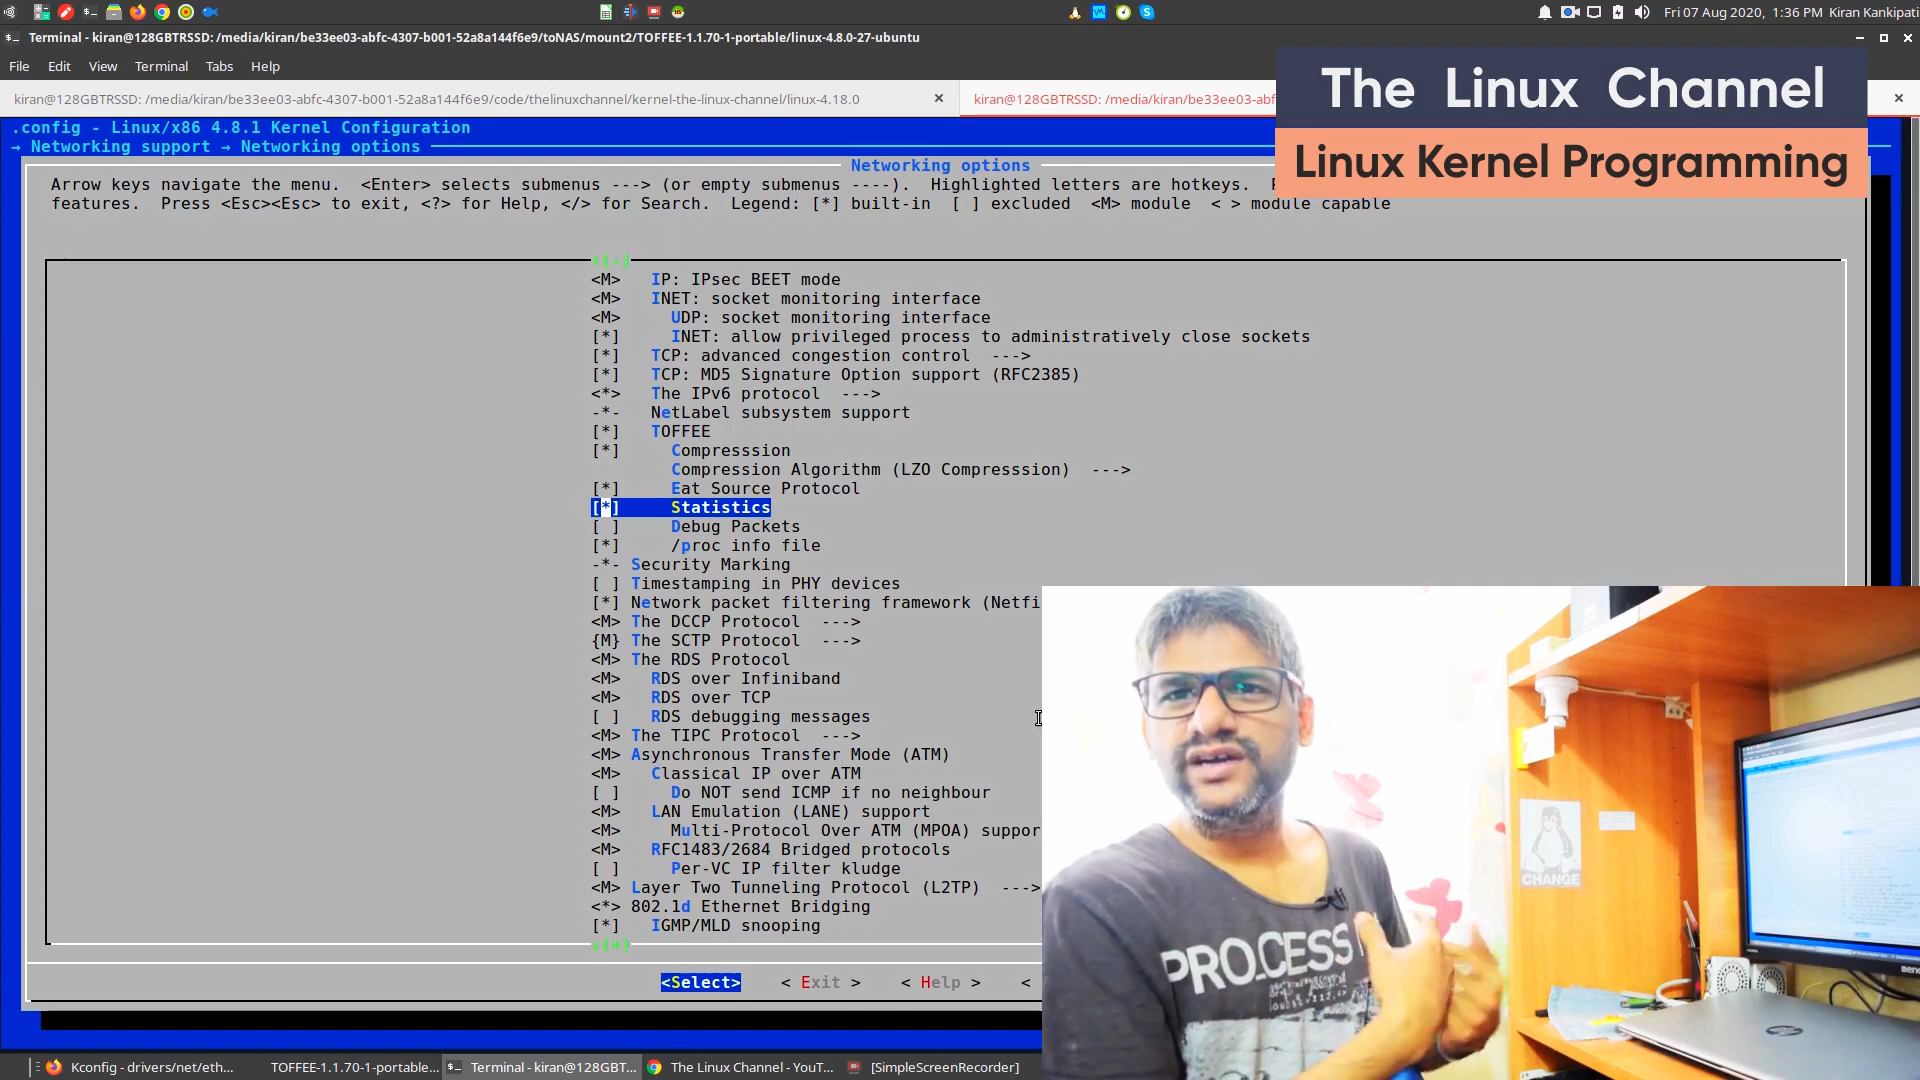 Fri 07 Aug 2020, 1:36 PM Kiran Kankipati
Terminal - kiran@128GBTRSSD: /media/kiran/be33ee03-abfc-4307-b001-52a8a144f6e9/toNAS/mount2/TOFFEE-1.1.70-1-portable/linux-4.8.0-27-ubuntu
File Edit View Terminal Tabs Help
The Linux Channel
Linux Kernel Programming
kiran@128GBTRSSD: /media/kiran/be33ee03-abfc-4307-b001-52a8a144f6e9/code/thelinuxchannel/kernel-the-linux-channel/linux-4.18.0
kiran@128GBTRSSD: /media/kiran/be33ee03-abf
.config - Linux/x86 4.8.1 Kernel Configuration
→ Networking support → Networking options
Networking options
Arrow keys navigate the menu.  <Enter> selects submenus ---> (or empty submenus ----).  Highlighted letters are hotkeys.
features.  Press <Esc><Esc> to exit, <?> for Help, </> for Search.  Legend: [*] built-in  [ ] excluded  <M> module  < > module capable
(-)
<M>   IP: IPsec BEET mode
<M>   INET: socket monitoring interface
<M>     UDP: socket monitoring interface
[*]     INET: allow privileged process to administratively close sockets
[*]   TCP: advanced congestion control  --->
[*]   TCP: MD5 Signature Option support (RFC2385)
<*>   The IPv6 protocol  --->
-*-   NetLabel subsystem support
[*]   TOFFEE
[*]     Compresssion
Compression Algorithm (LZO Compresssion)  --->
[*]     Eat Source Protocol
[*]     Statistics
[ ]     Debug Packets
[*]     /proc info file
-*- Security Marking
[ ] Timestamping in PHY devices
[*] Network packet filtering framework (Netfi
<M> The DCCP Protocol  --->
{M} The SCTP Protocol  --->
<M> The RDS Protocol
<M>   RDS over Infiniband
<M>   RDS over TCP
[ ]   RDS debugging messages
<M> The TIPC Protocol  --->
<M> Asynchronous Transfer Mode (ATM)
<M>   Classical IP over ATM
[ ]     Do NOT send ICMP if no neighbour
<M>   LAN Emulation (LANE) support
<M>     Multi-Protocol Over ATM (MPOA) suppor
<M>   RFC1483/2684 Bridged protocols
[ ]     Per-VC IP filter kludge
<M> Layer Two Tunneling Protocol (L2TP)  --->
<*> 802.1d Ethernet Bridging
[*]   IGMP/MLD snooping
(+)
<Select>    < Exit >    < Help >    <
CHANGE
PROCESS
Kconfig - drivers/net/eth...
TOFFEE-1.1.70-1-portable...
Terminal - kiran@128GBT...
The Linux Channel - YouT...
[SimpleScreenRecorder]